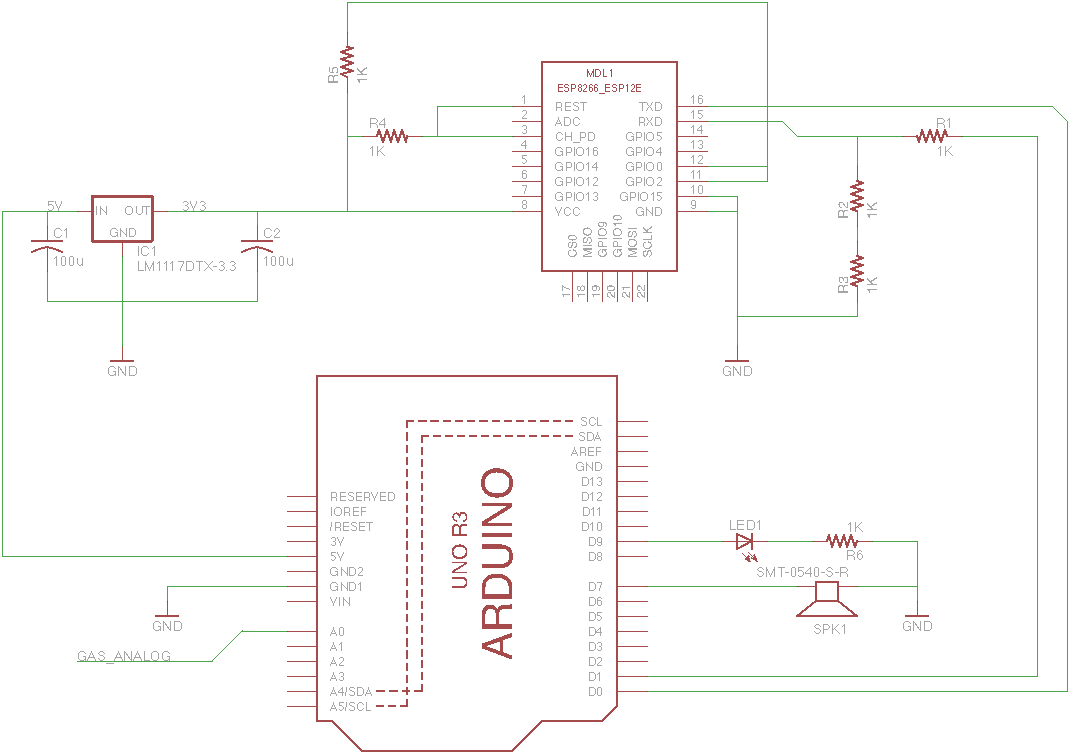 R5
1K
MDL1
ESP8266_ESP12E
1
REST
TXD
16
2
ADC
RXD
15
3
CH_PD
GPIO5
14
4
GPIO16
GPIO4
13
5
GPIO14
GPIO0
12
6
GPIO12
GPIO2
11
7
GPIO13
GPIO15
10
8
VCC
GND
9
CS0
MISO
GPIO9
GPIO10
MOSI
SCLK
17
18
19
20
21
22
R4
1K
R1
1K
R2
1K
R3
1K
5V
IN
OUT
GND
3V3
IC1
LM1117DTX-3.3
C1
100u
C2
100u
GND
GND
SCL
SDA
AREF
GND
D13
D12
D11
D10
D9
D8
D7
D6
D5
D4
D3
D2
D1
D0
RESERVED
IOREF
/RESET
3V
5V
GND2
GND1
VIN
A0
A1
A2
A3
A4/SDA
A5/SCL
UNO R3
ARDUINO
GND
GAS_ANALOG
LED1
1K
R6
SMT-0540-S-R
SPK1
GND